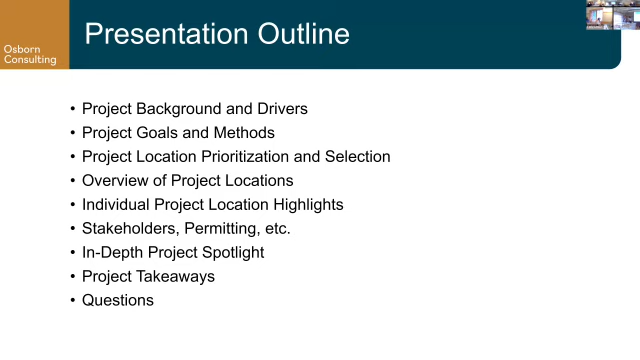 Presentation Outline
Osborn
Consulting
• Project Background and Drivers
• Project Goals and Methods
• Project Location Prioritization and Selection
• Overview of Project Locations
• Individual Project Location Highlights
• Stakeholders, Permitting, etc.
• In-Depth Project Spotlight
• Project Takeaways
• Questions